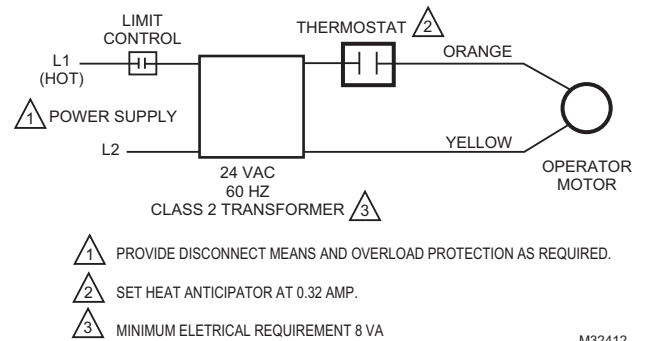 LIMIT
CONTROL
THERMOSTAT 2
ORANGE
L1
(HOT)
1 POWER SUPPLY
L2
YELLOW
OPERATOR
MOTOR
24 VAC
60 HZ
CLASS 2 TRANSFORMER 3
1 PROVIDE DISCONNECT MEANS AND OVERLOAD PROTECTION AS REQUIRED.
2 SET HEAT ANTICIPATOR AT 0.32 AMP.
3 MINIMUM ELETRICAL REQUIREMENT 8 VA
M32412